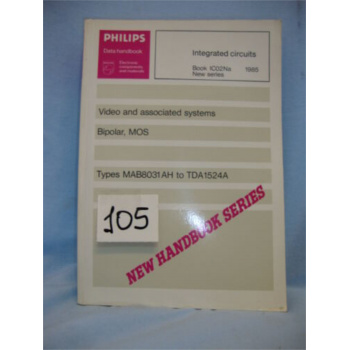 PHILIPS
Data handbook
Electronic
components
and materials
Integrated circuits
Book IC02Na 1985
New series
Video and associated systems
Bipolar, MOS
Types MAB8031AH to TDA1524A
105
NEW HANDBOOK SERIES